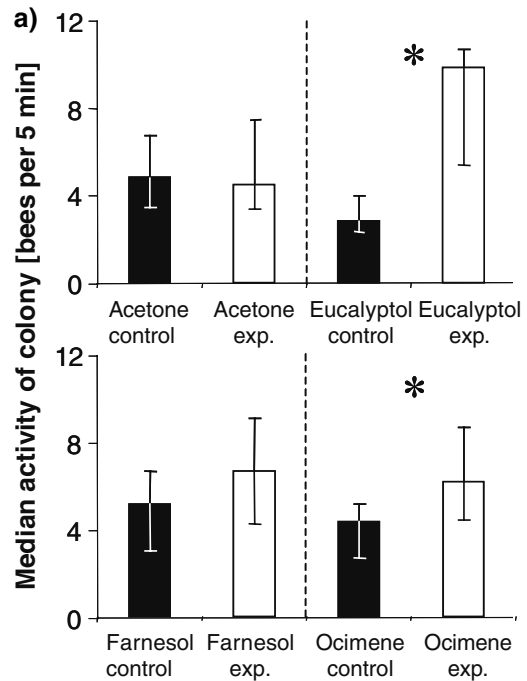 a)
Median activity of colony [bees per 5 min]
12
8
4
0
*
Acetone control
Acetone exp.
Eucalyptol control
Eucalyptol exp.
12
8
4
0
*
Farnesol control
Farnesol exp.
Ocimene control
Ocimene exp.